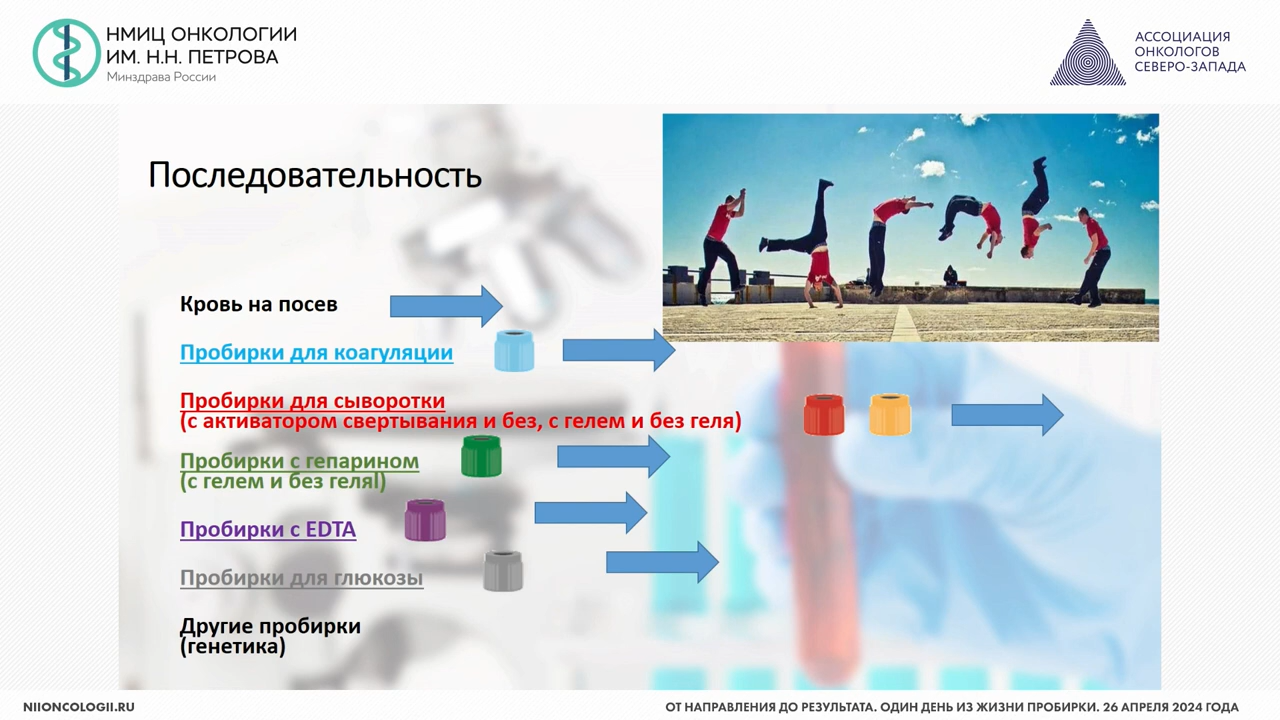 НМИЦ ОНКОЛОГИИ
ИМ. Н.Н. ПЕТРОВА
Минздрава России
АССОЦИАЦИЯ
ОНКОЛОГОВ
СЕВЕРО-ЗАПАДА
Последовательность
Кровь на посев
Пробирки для коагуляции
Пробирки для сыворотки
(с активатором свертывания и без, с гелем и без геля)
Пробирки с гепарином
(с гелем и без геляl)
Пробирки с EDTA
Пробирки для глюкозы
Другие пробирки
(генетика)
NIIONCOLOGII.RU
ОТ НАПРАВЛЕНИЯ ДО РЕЗУЛЬТАТА. ОДИН ДЕНЬ ИЗ ЖИЗНИ ПРОБИРКИ. 26 АПРЕЛЯ 2024 ГОДА